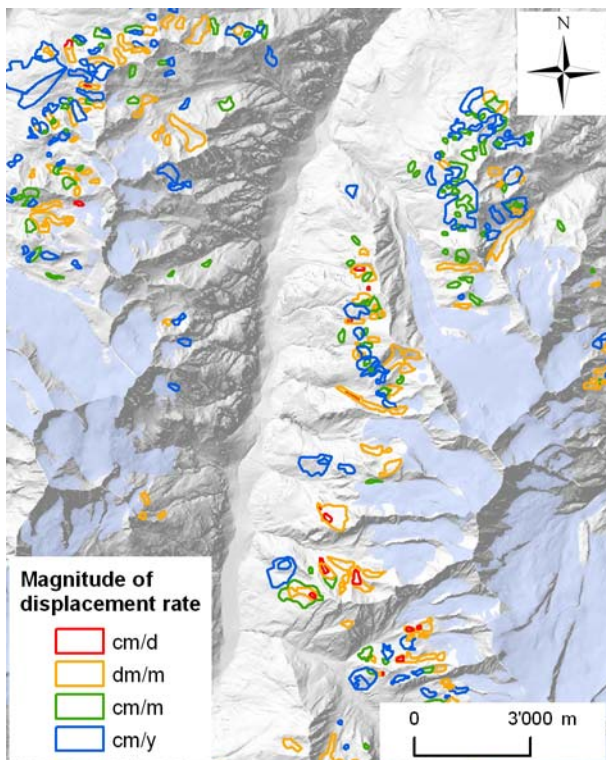 N
Magnitude of
displacement rate
cm/d
dm/m
cm/m
cm/y
0 3'000 m